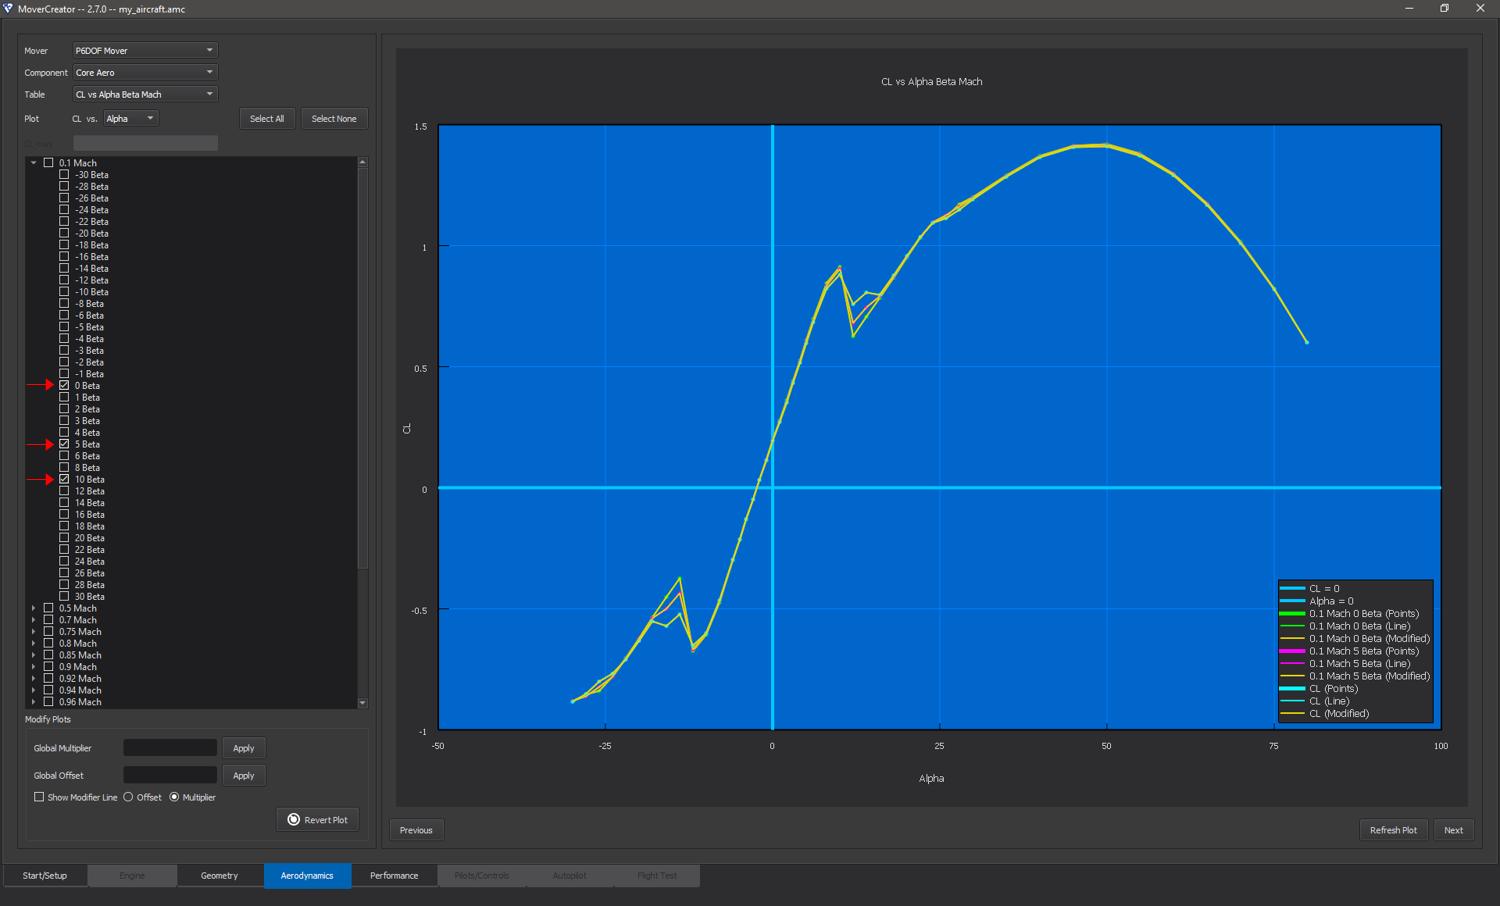 MoverCreator -- 2.7.0 -- my_aircraft.amc
Mover P6DOF Mover
Component Core Aero
Table CL vs Alpha Beta Mach
Plot CL vs. Alpha Select All Select None
0.1 Mach
-30 Beta
-28 Beta
-26 Beta
-24 Beta
-22 Beta
-20 Beta
-18 Beta
-16 Beta
-14 Beta
-12 Beta
-10 Beta
-8 Beta
-6 Beta
-5 Beta
-4 Beta
-3 Beta
-2 Beta
-1 Beta
0 Beta
1 Beta
2 Beta
3 Beta
4 Beta
5 Beta
6 Beta
8 Beta
10 Beta
12 Beta
14 Beta
16 Beta
18 Beta
20 Beta
22 Beta
24 Beta
26 Beta
28 Beta
30 Beta
0.5 Mach
0.7 Mach
0.75 Mach
0.8 Mach
0.85 Mach
0.9 Mach
0.92 Mach
0.94 Mach
0.96 Mach
Modify Plots
Global Multiplier Apply
Global Offset Apply
Show Modifier Line Offset Multiplier
Revert Plot
CL vs Alpha Beta Mach
1.5
1
0.5
0
-0.5
-1
CL
-50 -25 0 25 50 75 100
Alpha
CL = 0
Alpha = 0
0.1 Mach 0 Beta (Points)
0.1 Mach 0 Beta (Line)
0.1 Mach 0 Beta (Modified)
0.1 Mach 5 Beta (Points)
0.1 Mach 5 Beta (Line)
0.1 Mach 5 Beta (Modified)
CL (Points)
CL (Line)
CL (Modified)
Previous Refresh Plot Next
Start/Setup Engine Geometry Aerodynamics Performance Pilots/Controls Autopilot Flight Test